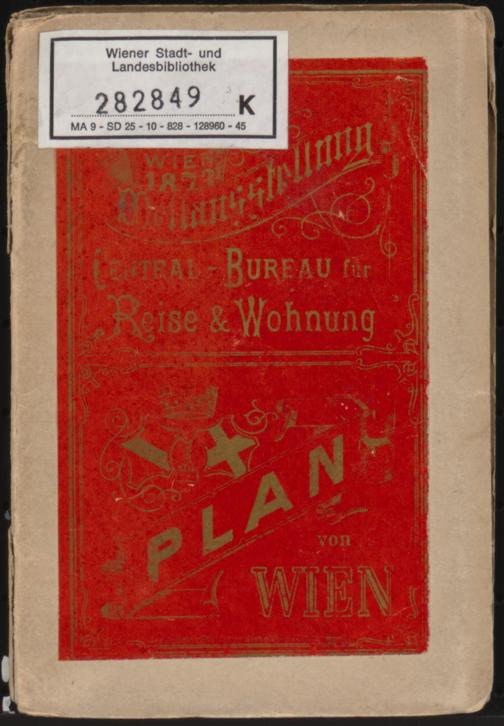 Wiener Stadt- und
Landesbibliothek
282849 K
MA 9 - SD 25 - 10 - 828 - 128960 - 45
WIEN
1873
Weltausstellung
CENTRAL - BUREAU für
Reise & Wohnung
PLAN
von
WIEN